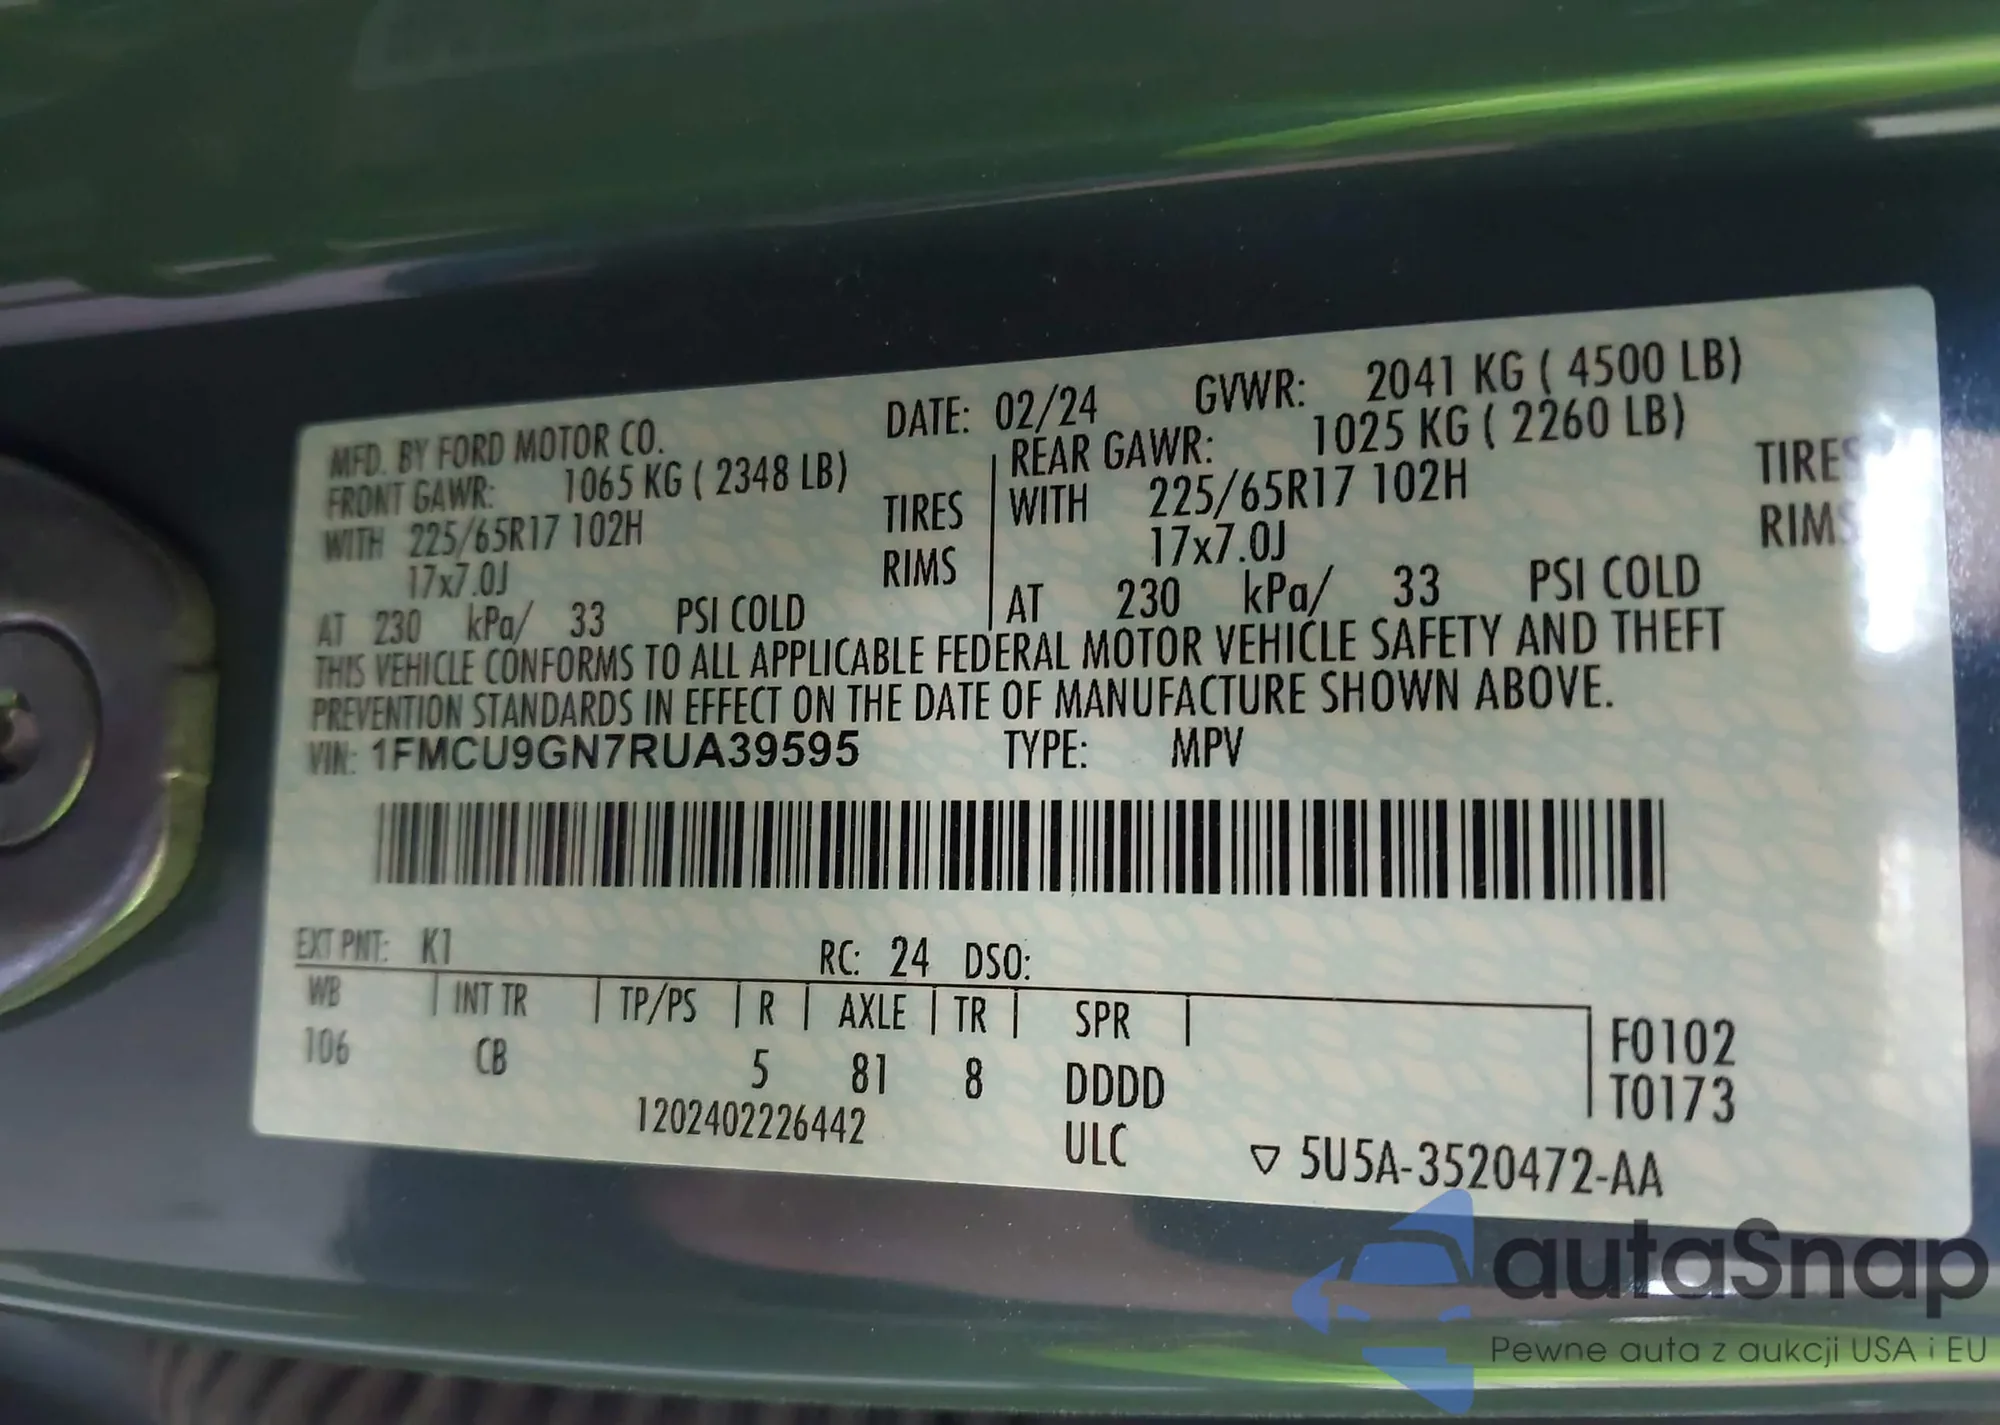 MFD. BY FORD MOTOR CO. DATE: 02/24 GVWR: 2041 KG ( 4500 LB)
FRONT GAWR: 1065 KG ( 2348 LB) REAR GAWR: 1025 KG ( 2260 LB)
WITH 225/65R17 102H TIRES WITH 225/65R17 102H TIRES
17x7.0J RIMS 17x7.0J RIMS
AT 230 kPa/ 33 PSI COLD AT 230 kPa/ 33 PSI COLD
THIS VEHICLE CONFORMS TO ALL APPLICABLE FEDERAL MOTOR VEHICLE SAFETY AND THEFT
PREVENTION STANDARDS IN EFFECT ON THE DATE OF MANUFACTURE SHOWN ABOVE.
VIN: 1FMCU9GN7RUA39595 TYPE: MPV
EXT PNT: K1 RC: 24 DSO:
WB INT TR TP/PS R AXLE TR SPR F0102
106 CB 5 81 8 DDDD T0173
1202402226442 ULC ▽ 5U5A-3520472-AA
autaSnap
Pewne auta z aukcji USA i EU